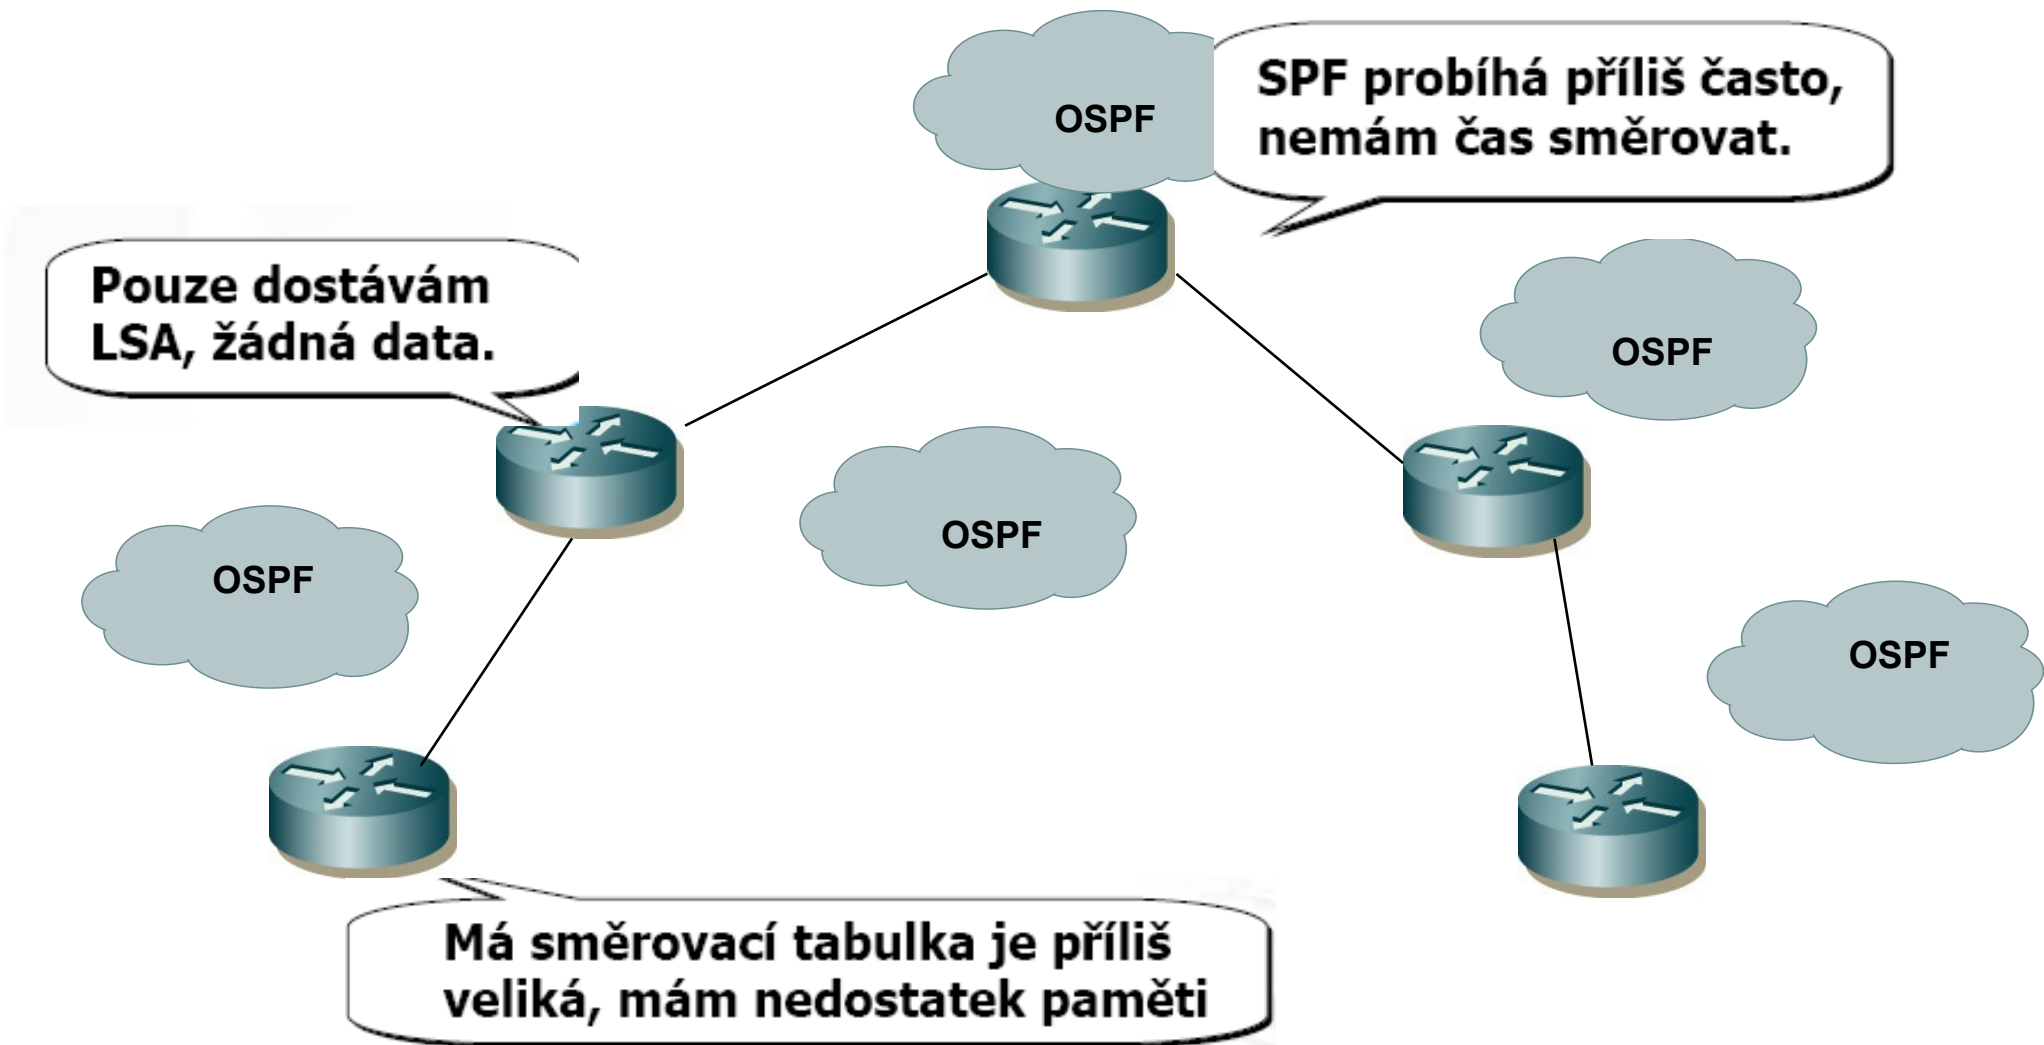 OSPF
SPF probíhá příliš často,
nemám čas směrovat.
Pouze dostávám
LSA, žádná data.
OSPF
OSPF
OSPF
OSPF
Má směrovací tabulka je příliš
veliká, mám nedostatek paměti